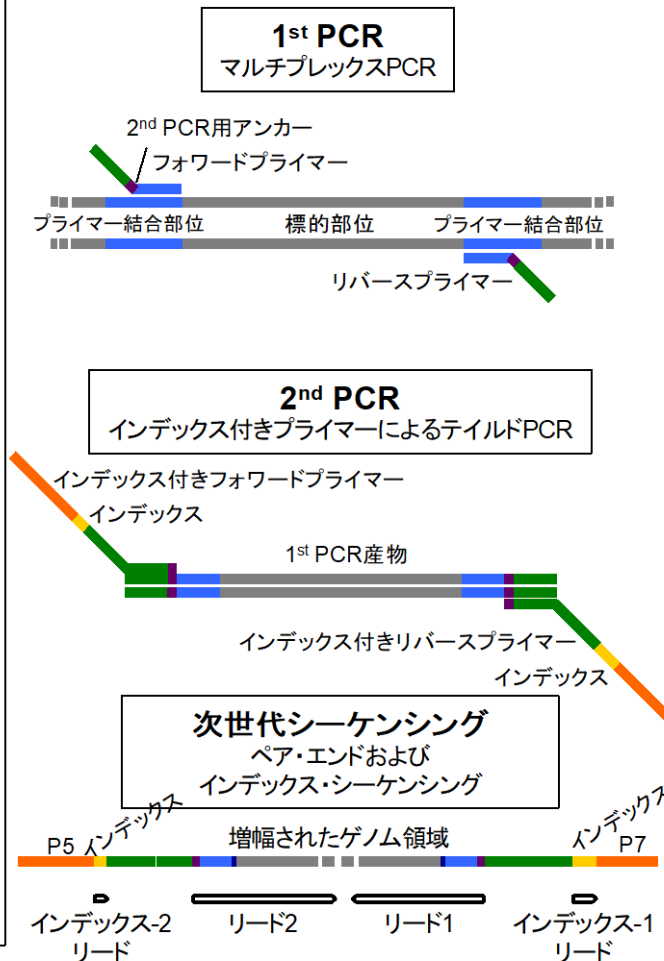 1st PCR
マルチプレックスPCR
2nd PCR用アンカー
フォワードプライマー
プライマー結合部位 標的部位 プライマー結合部位
リバースプライマー
2nd PCR
インデックス付きプライマーによるテイルドPCR
インデックス付きフォワードプライマー
インデックス
1st PCR産物
インデックス付きリバースプライマー
インデックス
次世代シーケンシング
ペア・エンドおよび
インデックス・シーケンシング
P5 インデックス 増幅されたゲノム領域 インデックス P7
インデックス-2 リード2 リード1 インデックス-1
リード リード